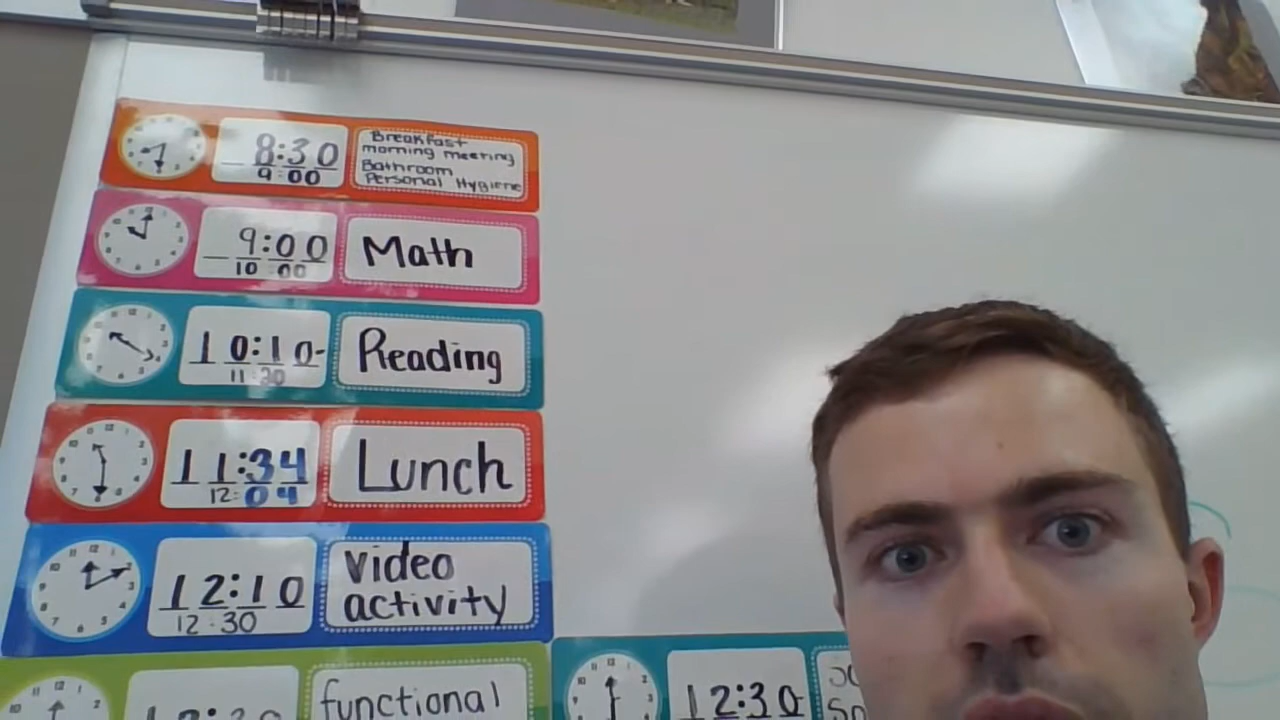 8:30
9:00
Breakfast
morning meeting
Bathroom
Personal Hygiene
9:00
10:00
Math
10:10-
11:20
Reading
11:34
12:04
Lunch
12:10
12:30
video
activity
functional
12:30